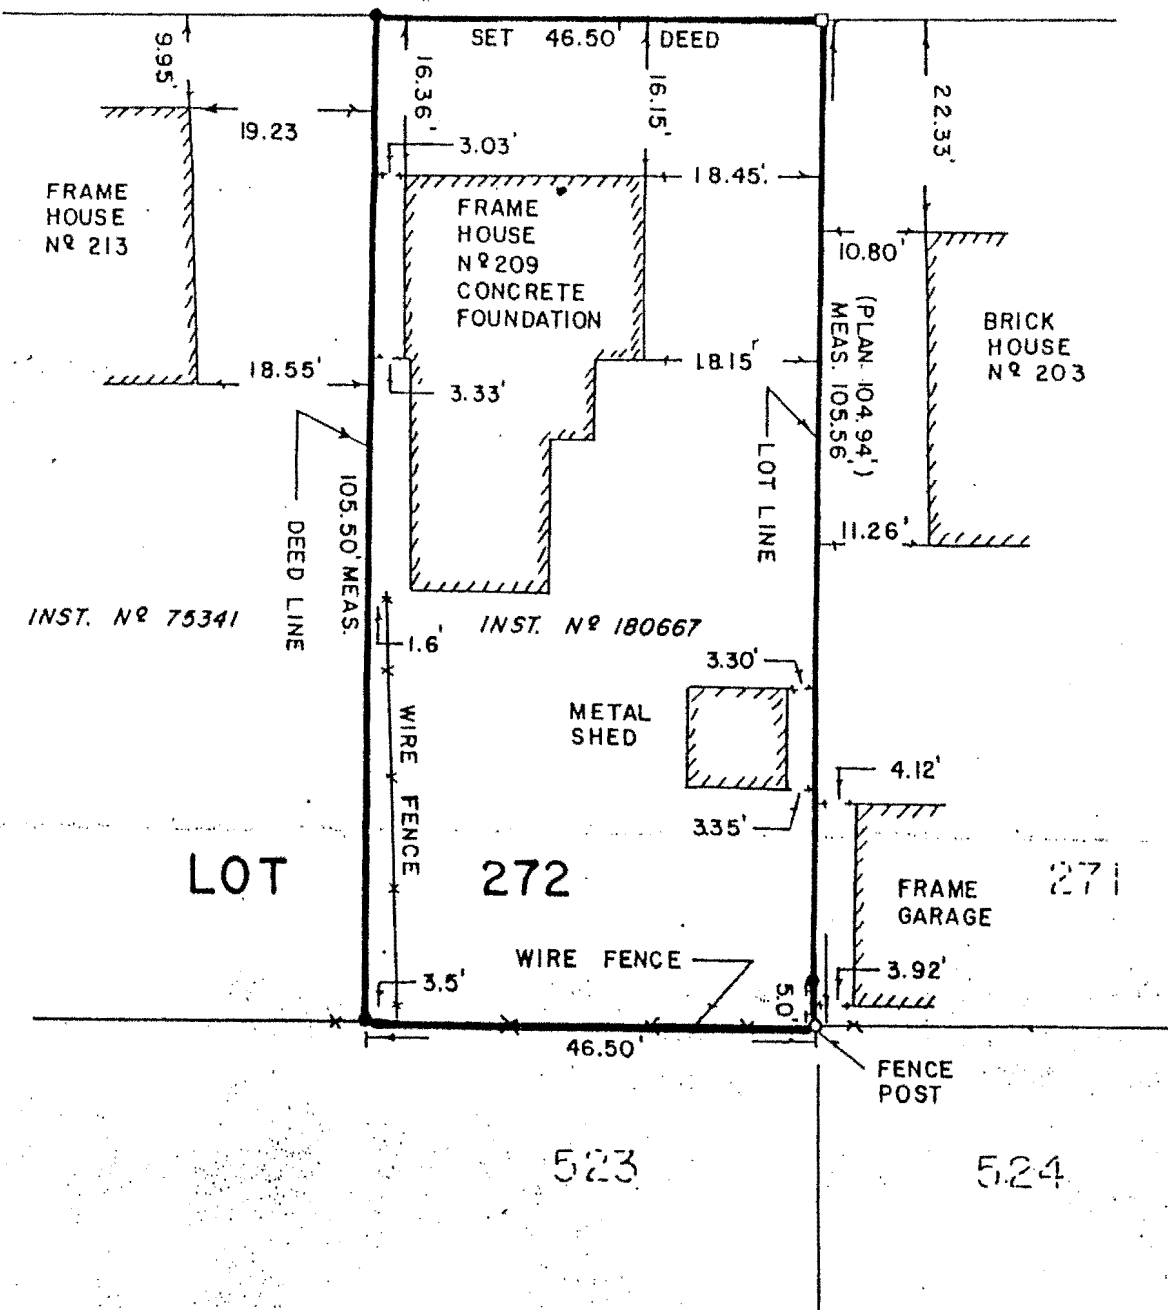 SET 46.50' DEED
9.95'
16.36'
16.15'
22.33'
19.23
3.03'
18.45'
FRAME
HOUSE
Nº 213
FRAME
HOUSE
Nº 209
CONCRETE
FOUNDATION
10.80'
(PLAN. 104.94')
MEAS. 105.56'
BRICK
HOUSE
Nº 203
18.55'
3.33'
18.15'
LOT LINE
DEED LINE
105.50' MEAS.
11.26'
INST. Nº 75341
INST. Nº 180667
1.6'
3.30'
METAL
SHED
WIRE FENCE
4.12'
3.35'
LOT 272
271
FRAME
GARAGE
WIRE FENCE
3.92'
3.5'
5.0'
46.50'
FENCE
POST
523
524